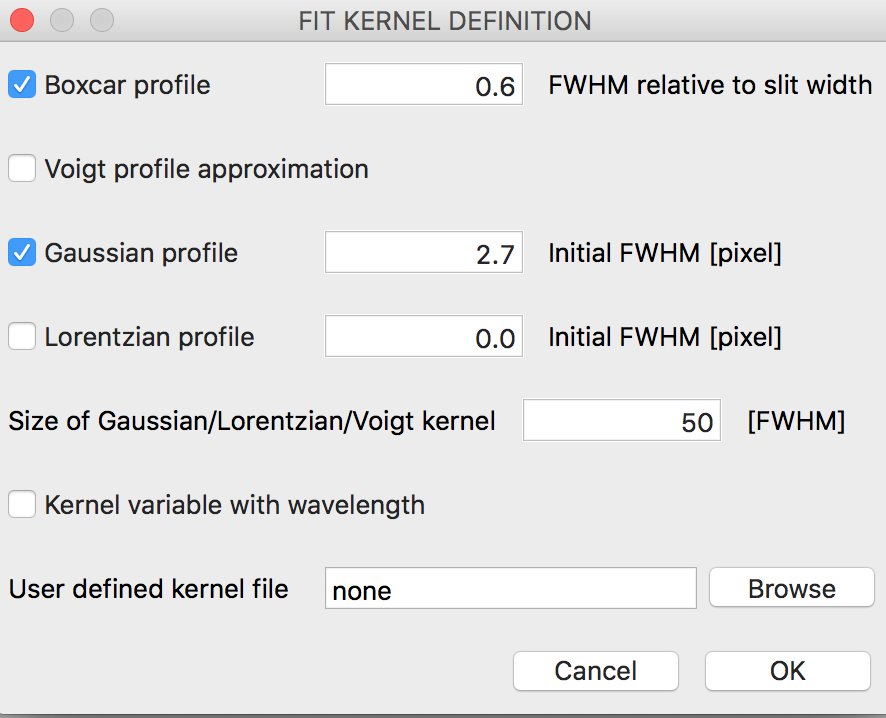 FIT KERNEL DEFINITION
Boxcar profile 0.6 FWHM relative to slit width
Voigt profile approximation
Gaussian profile 2.7 Initial FWHM [pixel]
Lorentzian profile 0.0 Initial FWHM [pixel]
Size of Gaussian/Lorentzian/Voigt kernel 50 [FWHM]
Kernel variable with wavelength
User defined kernel file none Browse
Cancel OK